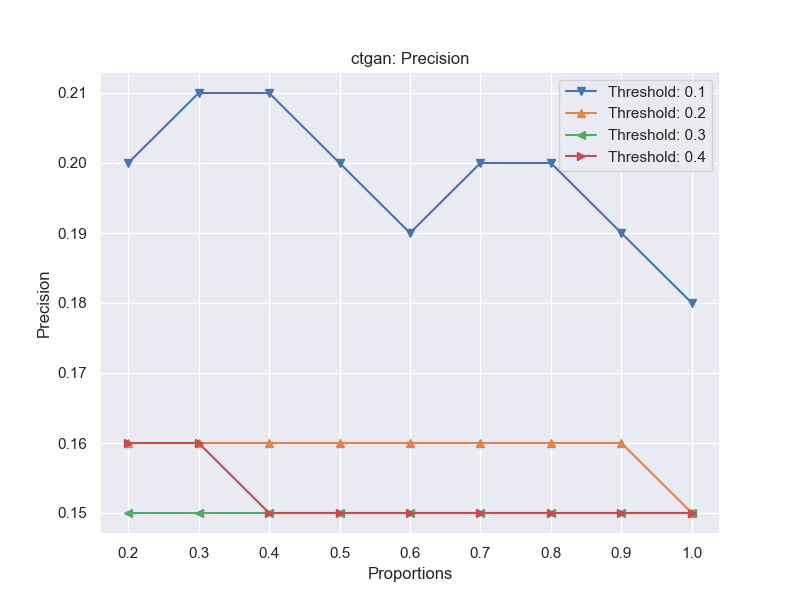 ctgan: Precision
Threshold: 0.1
Threshold: 0.2
Threshold: 0.3
Threshold: 0.4
Precision
0.21
0.20
0.19
0.18
0.17
0.16
0.15
0.2 0.3 0.4 0.5 0.6 0.7 0.8 0.9 1.0
Proportions